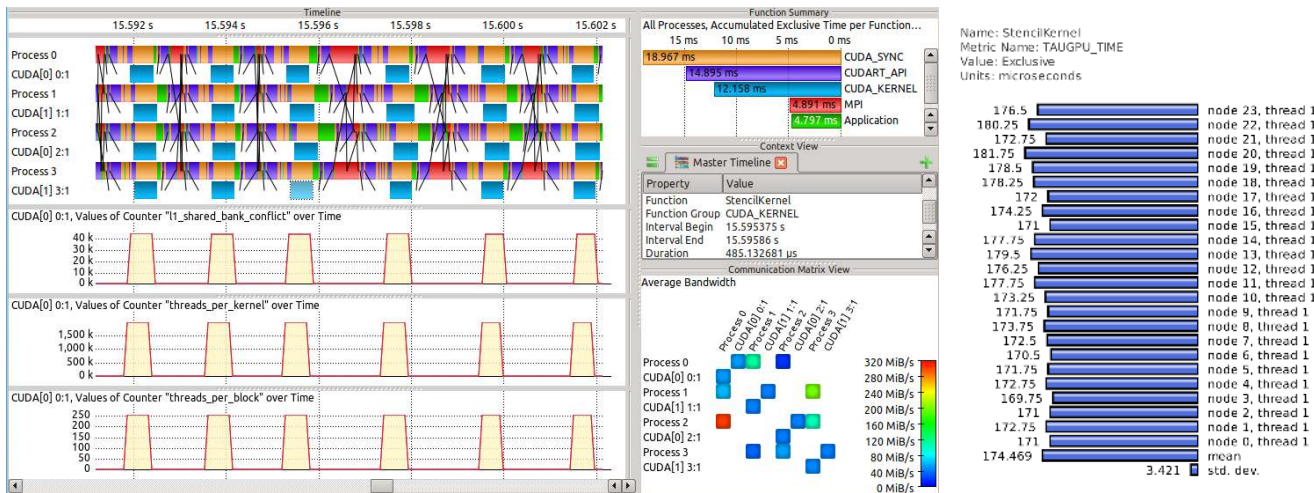 Timeline
15.592 s 15.594 s 15.596 s 15.598 s 15.600 s 15.602 s
Process 0
CUDA[0] 0:1
Process 1
CUDA[1] 1:1
Process 2
CUDA[0] 2:1
Process 3
CUDA[1] 3:1
CUDA[0] 0:1, Values of Counter "l1_shared_bank_conflict" over Time
40 k
30 k
20 k
10 k
0 k
CUDA[0] 0:1, Values of Counter "threads_per_kernel" over Time
1,500 k
1,000 k
500 k
0 k
CUDA[0] 0:1, Values of Counter "threads_per_block" over Time
250
200
150
100
50
0
Function Summary
All Processes, Accumulated Exclusive Time per Function...
15 ms 10 ms 5 ms 0 ms
18.967 ms CUDA_SYNC
14.895 ms CUDART_API
12.158 ms CUDA_KERNEL
4.891 ms MPI
4.797 ms Application
Context View
Master Timeline
Property Value
Function StencilKernel
Function Group CUDA_KERNEL
Interval Begin 15.595375 s
Interval End 15.59586 s
Duration 485.132681 µs
Communication Matrix View
Average Bandwidth
Process 0 CUDA[0] 0:1 Process 1 CUDA[1] 1:1 Process 2 CUDA[0] 2:1 Process 3 CUDA[1] 3:1
Process 0
CUDA[0] 0:1
Process 1
CUDA[1] 1:1
Process 2
CUDA[0] 2:1
Process 3
CUDA[1] 3:1
320 MiB/s
280 MiB/s
240 MiB/s
200 MiB/s
160 MiB/s
120 MiB/s
80 MiB/s
40 MiB/s
0 MiB/s
Name: StencilKernel
Metric Name: TAUGPU_TIME
Value: Exclusive
Units: microseconds
176.5 node 23, thread 1
180.25 node 22, thread 1
172.75 node 21, thread 1
181.75 node 20, thread 1
178.5 node 19, thread 1
178.25 node 18, thread 1
172 node 17, thread 1
174.25 node 16, thread 1
171 node 15, thread 1
177.75 node 14, thread 1
179.5 node 13, thread 1
176.25 node 12, thread 1
177.75 node 11, thread 1
173.25 node 10, thread 1
171.75 node 9, thread 1
173.75 node 8, thread 1
172.5 node 7, thread 1
170.5 node 6, thread 1
171.75 node 5, thread 1
172.75 node 4, thread 1
169.75 node 3, thread 1
171 node 2, thread 1
172.75 node 1, thread 1
171 node 0, thread 1
174.469 mean
3.421 std. dev.